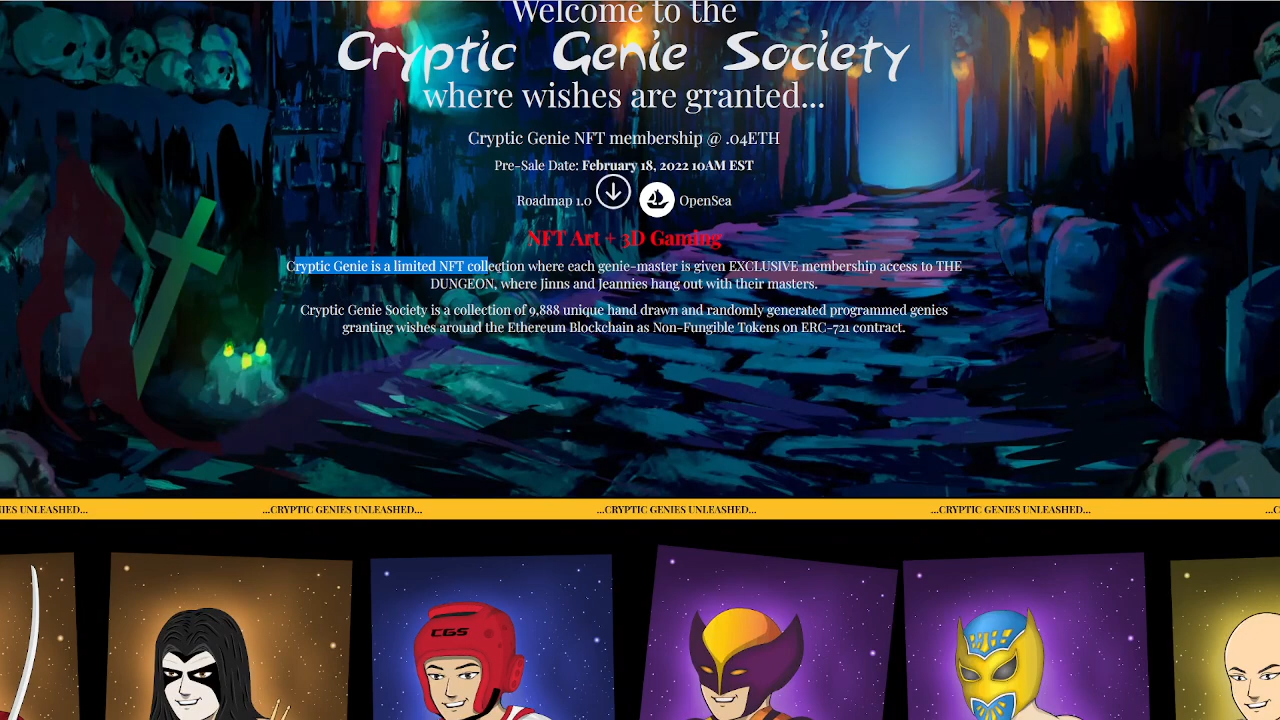 Welcome to the
Cryptic Genie Society
where wishes are granted...
Cryptic Genie NFT membership @ .04ETH
Pre-Sale Date: February 18, 2022 10AM EST
Roadmap 1.0 OpenSea
NFT Art + 3D Gaming
Cryptic Genie is a limited NFT collection where each genie-master is given EXCLUSIVE membership access to THE
DUNGEON, where Jinns and Jeannies hang out with their masters.
Cryptic Genie Society is a collection of 9,888 unique hand drawn and randomly generated programmed genies
granting wishes around the Ethereum Blockchain as Non-Fungible Tokens on ERC-721 contract.
IES UNLEASHED... ...CRYPTIC GENIES UNLEASHED... ...CRYPTIC GENIES UNLEASHED... ...CRYPTIC GENIES UNLEASHED... ...C
CGS